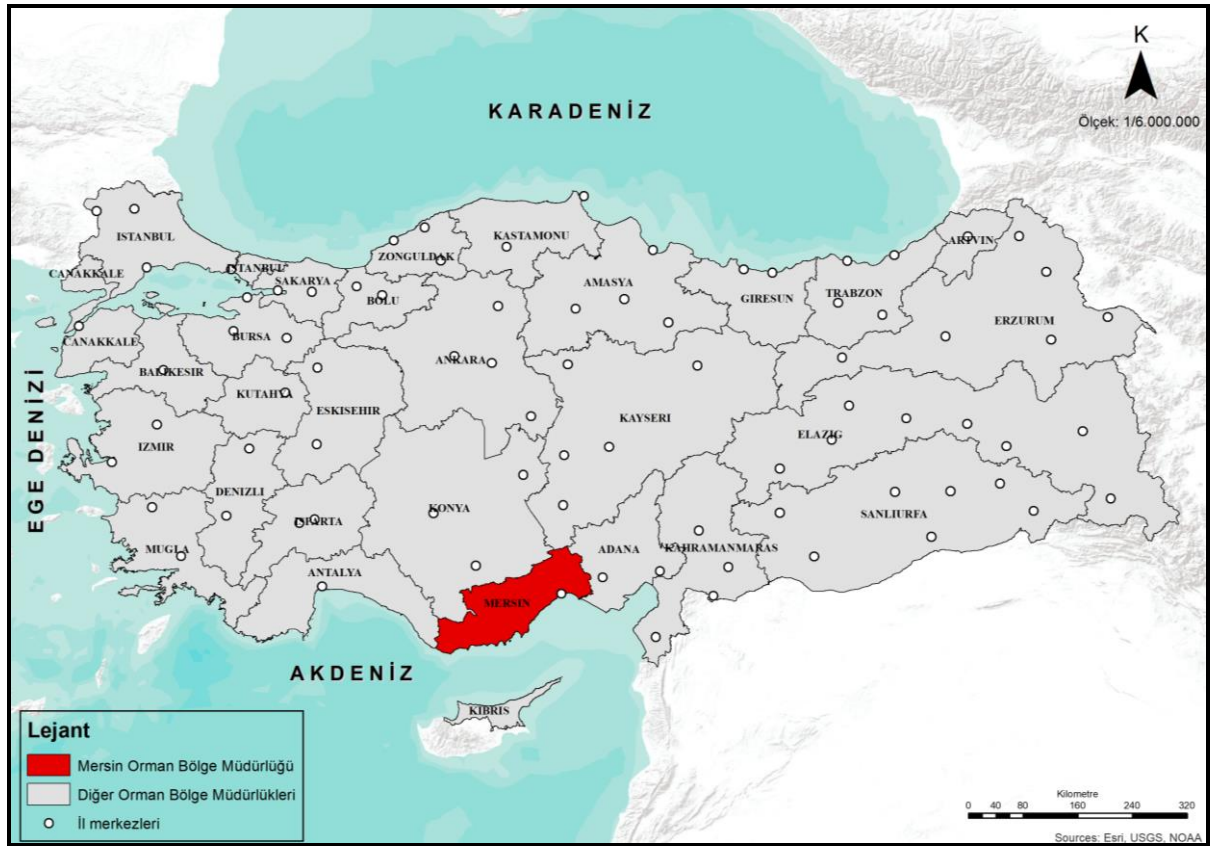 K
Ölçek: 1/6.000.000
KARADENİZ
EGE DENİZİ
AKDENİZ
ISTANBUL
CANAKKALE
ISTANBUL
SAKARYA
ZONGULDAK
BOLU
KASTAMONU
AMASYA
GIRESUN
TRABZON
ARTVIN
ERZURUM
CANAKKALE
BURSA
BALIKESIR
KUTAHYA
ESKISEHIR
ANKARA
KAYSERI
ELAZIG
IZMIR
DENIZLI
ISPARTA
KONYA
SANLIURFA
MUGLA
ANTALYA
MERSIN
ADANA
KAHRAMANMARAS
KIBRIS
Lejant
Mersin Orman Bölge Müdürlüğü
Diğer Orman Bölge Müdürlükleri
İl merkezleri
Kilometre
0 40 80 160 240 320
Sources: Esri, USGS, NOAA